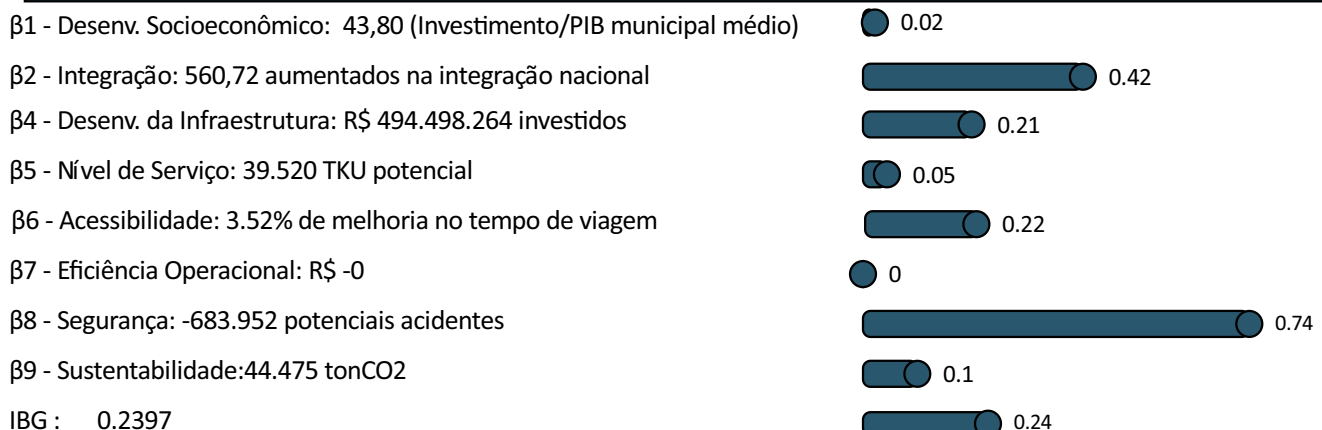 β1 - Desenv. Socioeconômico:  43,80 (Investimento/PIB municipal médio) 0.02
β2 - Integração: 560,72 aumentados na integração nacional 0.42
β4 - Desenv. da Infraestrutura: R$ 494.498.264 investidos 0.21
β5 - Nível de Serviço: 39.520 TKU potencial 0.05
β6 - Acessibilidade: 3.52% de melhoria no tempo de viagem 0.22
β7 - Eficiência Operacional: R$ -0 0
β8 - Segurança: -683.952 potenciais acidentes 0.74
β9 - Sustentabilidade:44.475 tonCO2 0.1
IBG :    0.2397 0.24